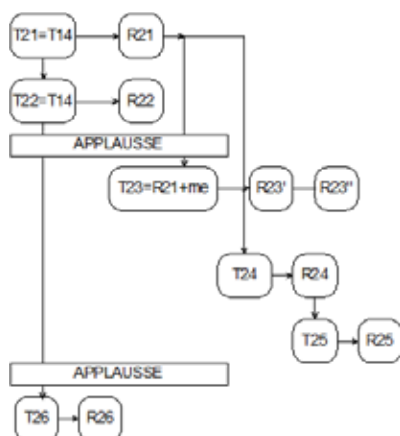 T21=T14 R21
T22=T14 R22
APPLAUSSE
T23=R21+me R23' R23"
T24 R24
T25 R25
APPLAUSSE
T26 R26